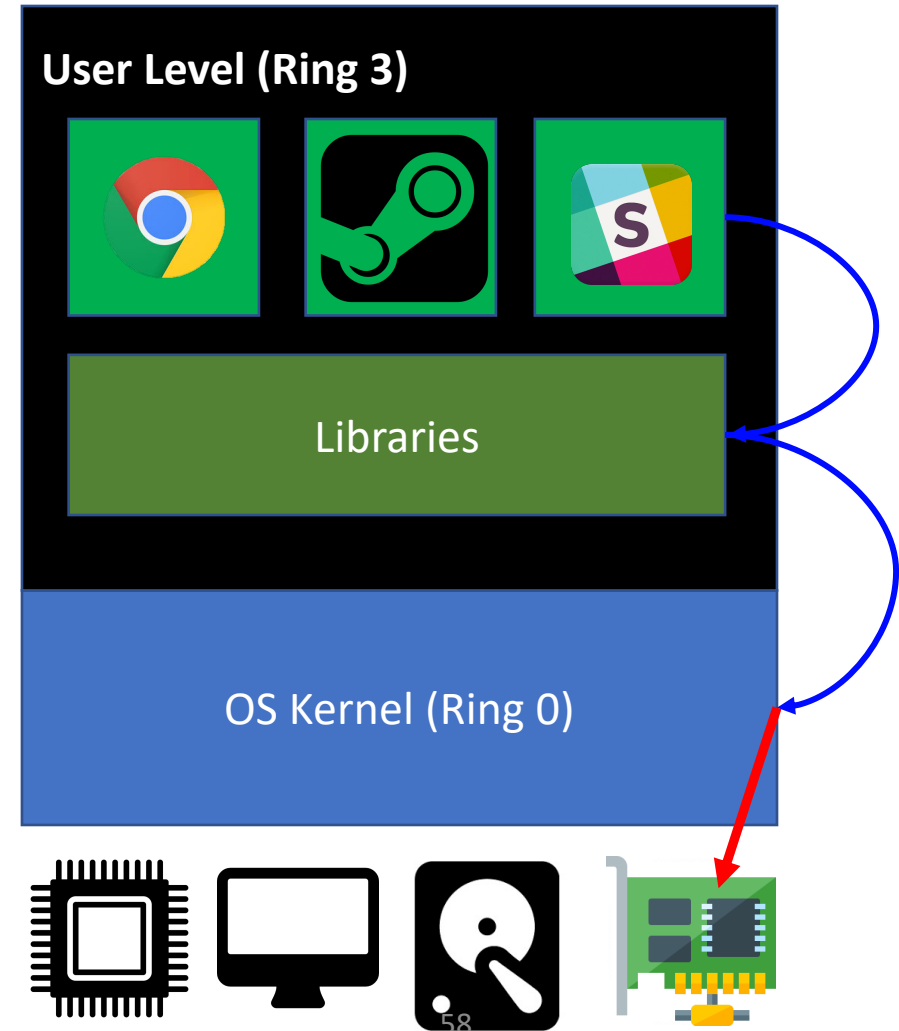 User Level (Ring 3)
S
Libraries
OS Kernel (Ring 0)
58